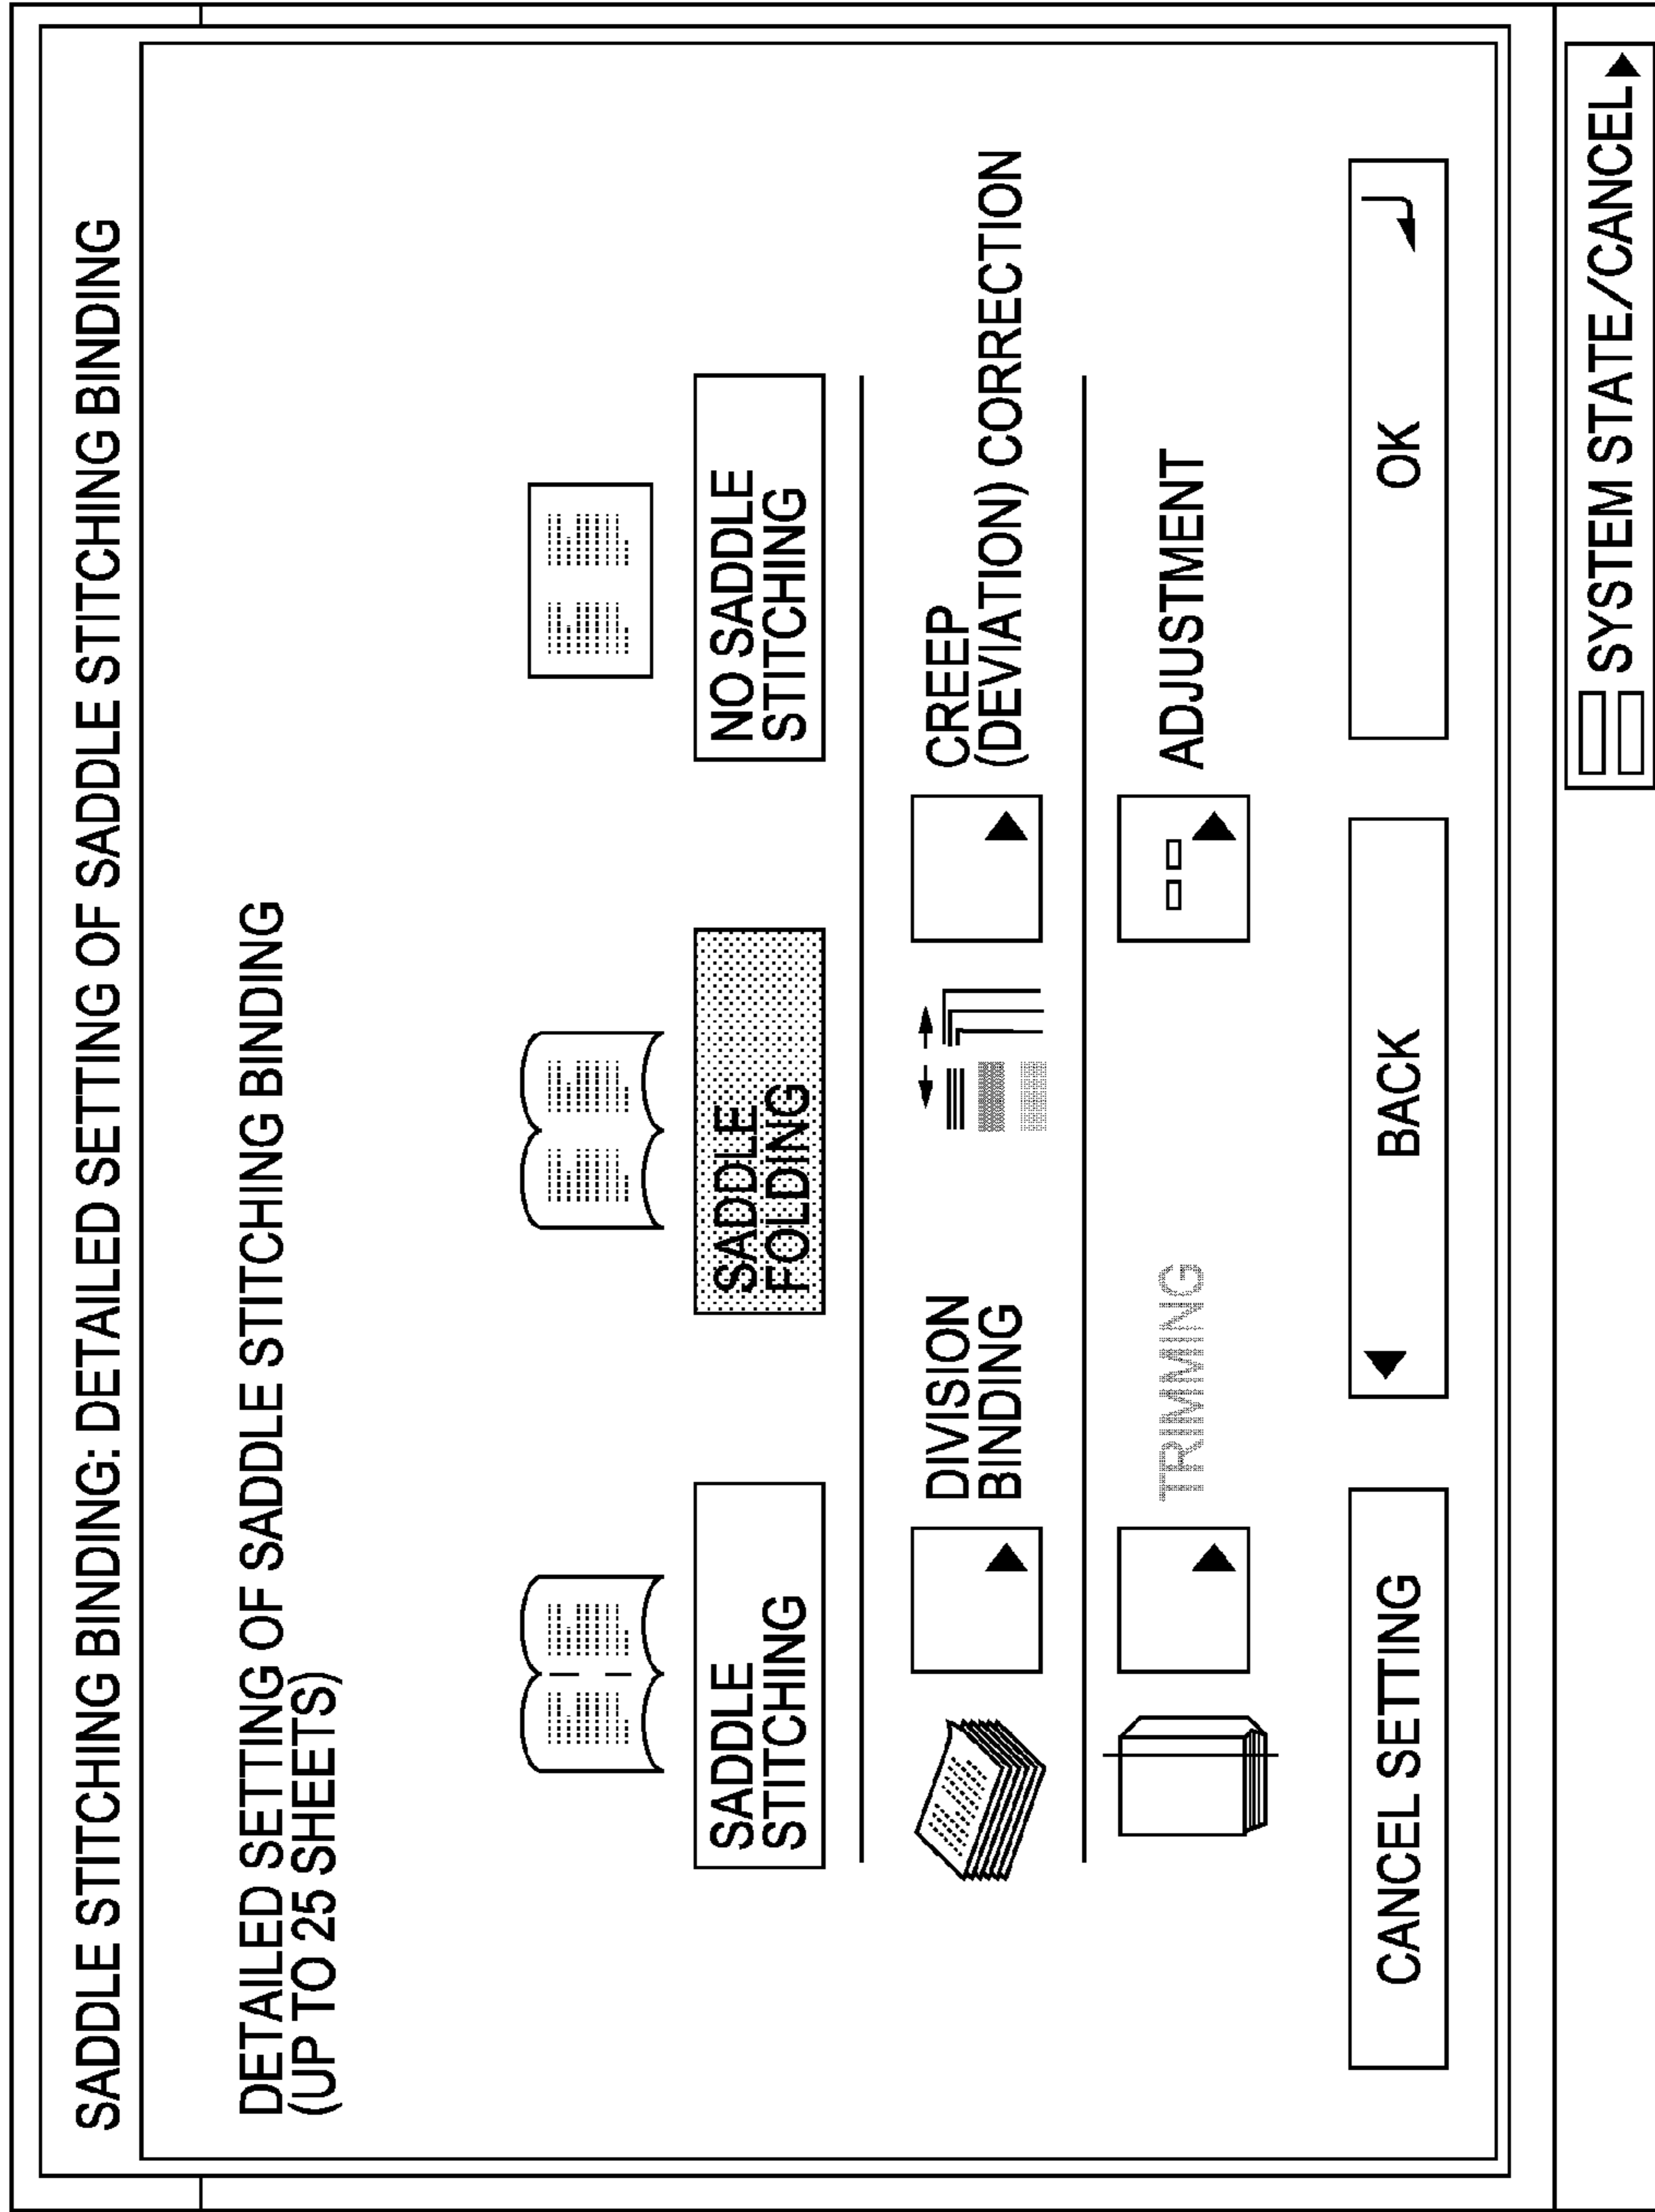 SADDLE STITCHING BINDING: DETAILED SETTING OF SADDLE STITCHING BINDING
DETAILED SETTING OF SADDLE STITCHING BINDING
(UP TO 25 SHEETS)
SADDLE
STITCHING
SADDLE
FOLDING
NO SADDLE
STITCHING
DIVISION
BINDING
CREEP
(DEVIATION) CORRECTION
TRIMMING
ADJUSTMENT
CANCEL SETTING
BACK
OK
SYSTEM STATE/CANCEL